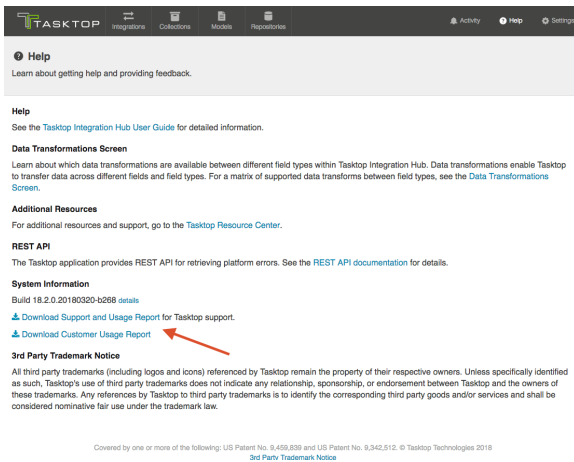 TASKTOP Integrations Collections Models Repositories Activity Help Settings
Help
Learn about getting help and providing feedback.
Help
See the Tasktop Integration Hub User Guide for detailed information.
Data Transformations Screen
Learn about which data transformations are available between different field types within Tasktop Integration Hub. Data transformations enable Tasktop
to transfer data across different fields and field types. For a matrix of supported data transforms between field types, see the Data Transformations
Screen.
Additional Resources
For additional resources and support, go to the Tasktop Resource Center.
REST API
The Tasktop application provides REST API for retrieving platform errors. See the REST API documentation for details.
System Information
Build 18.2.0.20180320-b268 details
Download Support and Usage Report for Tasktop support.
Download Customer Usage Report
3rd Party Trademark Notice
All third party trademarks (including logos and icons) referenced by Tasktop remain the property of their respective owners. Unless specifically identified
as such, Tasktop's use of third party trademarks does not indicate any relationship, sponsorship, or endorsement between Tasktop and the owners of
these trademarks. Any references by Tasktop to third party trademarks is to identify the corresponding third party goods and/or services and shall be
considered nominative fair use under the trademark law.
Covered by one or more of the following: US Patent No. 9,459,839 and US Patent No. 9,342,512. © Tasktop Technologies 2018
3rd Party Trademark Notice